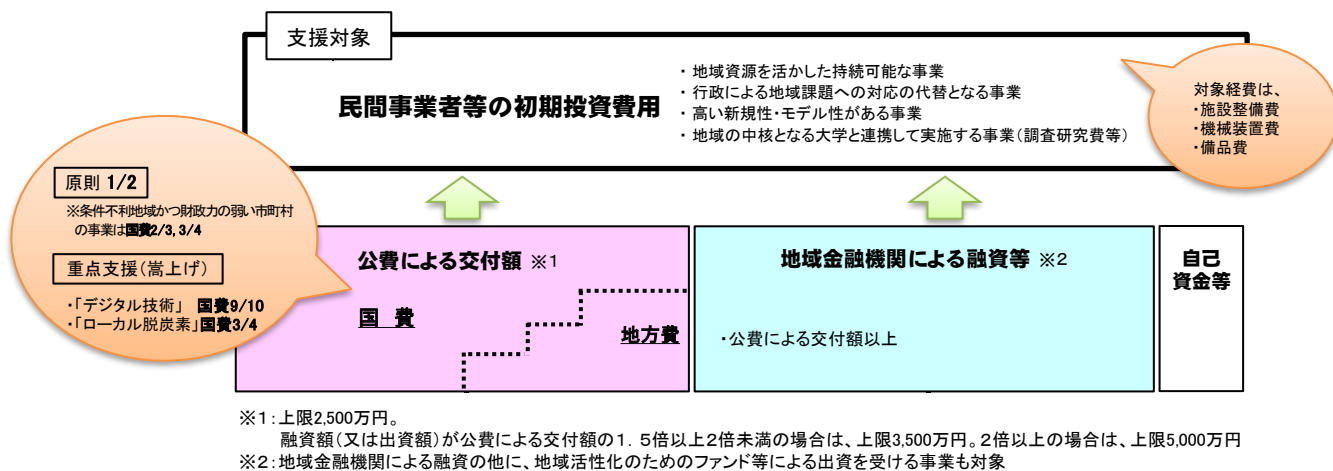 支援対象
民間事業者等の初期投資費用
・地域資源を活かした持続可能な事業
・行政による地域課題への対応の代替となる事業
・高い新規性・モデル性がある事業
・地域の中核となる大学と連携して実施する事業(調査研究費等)
対象経費は、
・施設整備費
・機械装置費
・備品費
原則 1/2
※条件不利地域かつ財政力の弱い市町村
の事業は国費2/3, 3/4
重点支援(嵩上げ)
・「デジタル技術」 国費9/10
・「ローカル脱炭素」国費3/4
公費による交付額 ※1
国 費
地方費
地域金融機関による融資等 ※2
・公費による交付額以上
自己
資金等
※1:上限2,500万円。
融資額(又は出資額)が公費による交付額の1.5倍以上2倍未満の場合は、上限3,500万円。2倍以上の場合は、上限5,000万円
※2:地域金融機関による融資の他に、地域活性化のためのファンド等による出資を受ける事業も対象